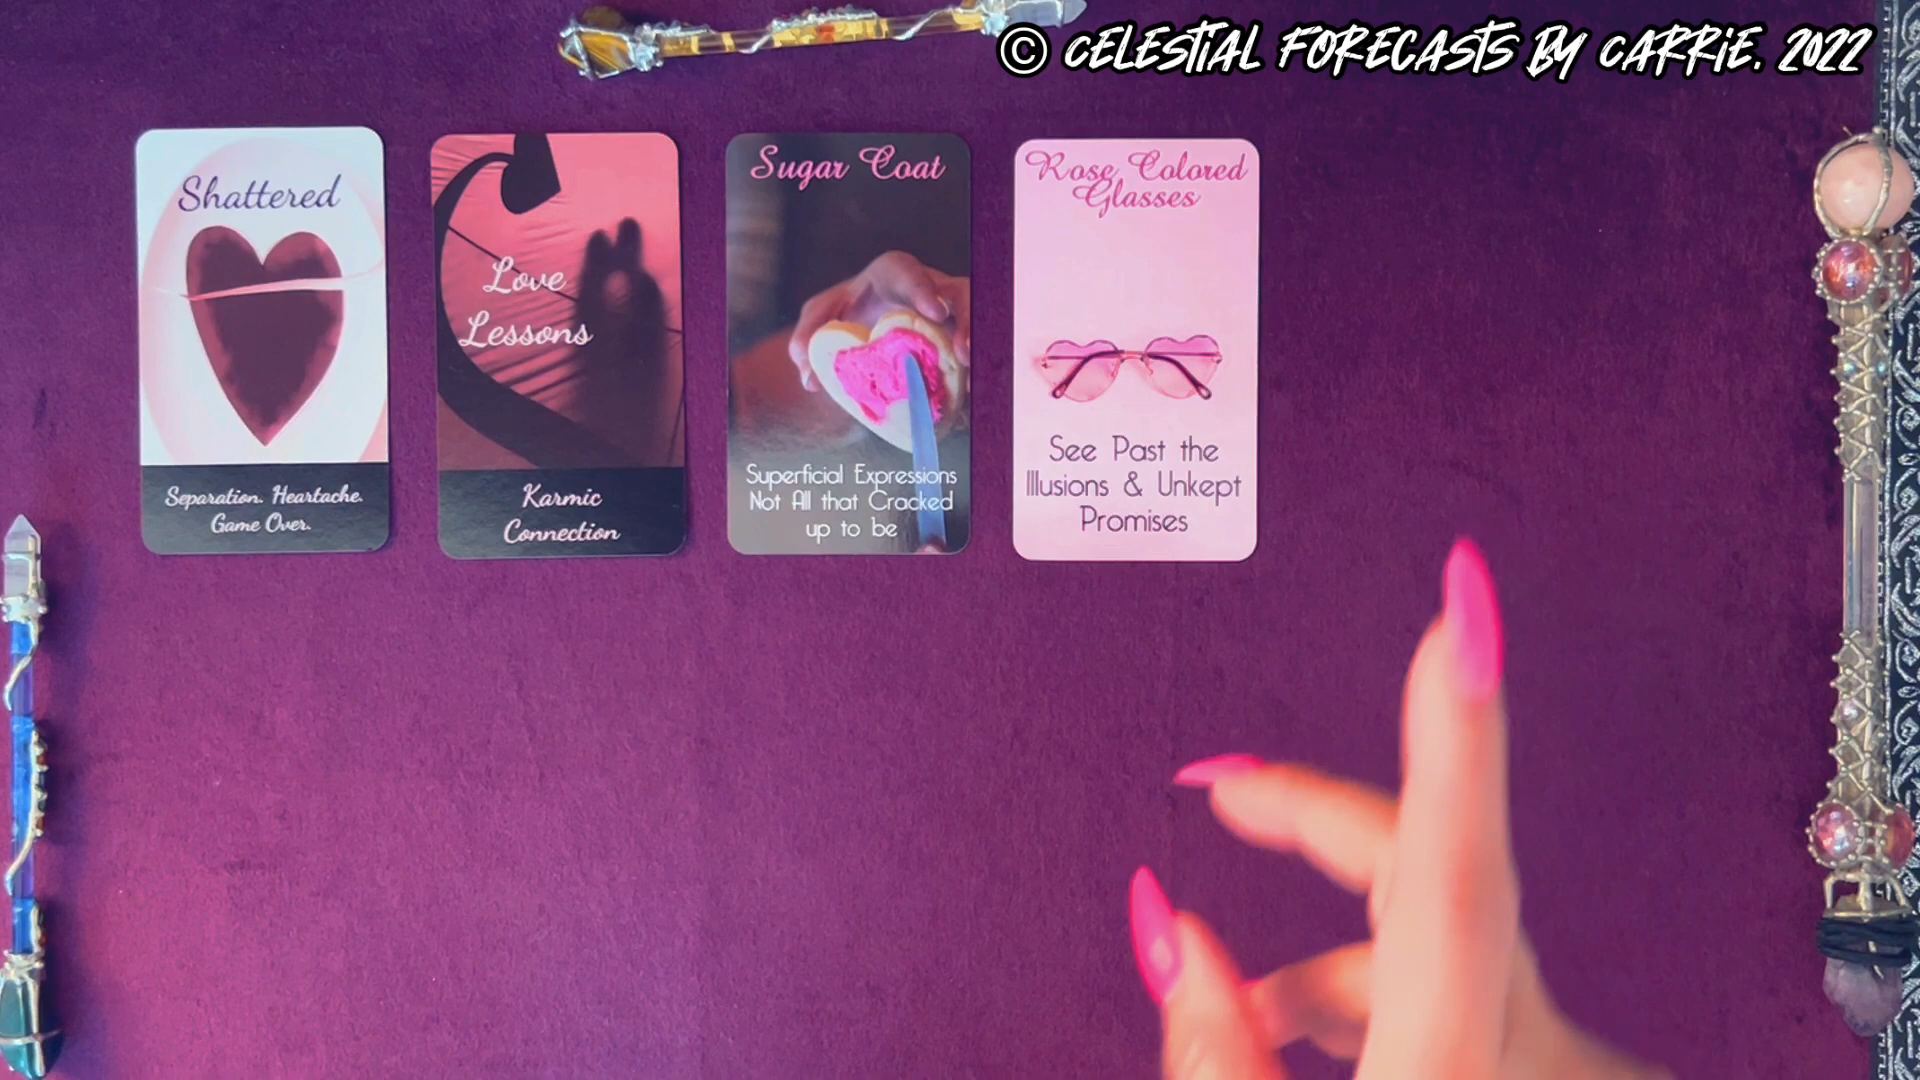 © CELESTIAL FORECASTS BY CARRIE. 2022
Shattered
Separation. Heartache.
Game Over.
Love
Lessons
Karmic
Connection
Sugar Coat
Superficial Expressions
Not All that Cracked
up to be
Rose Colored
Glasses
See Past the
Illusions & Unkept
Promises